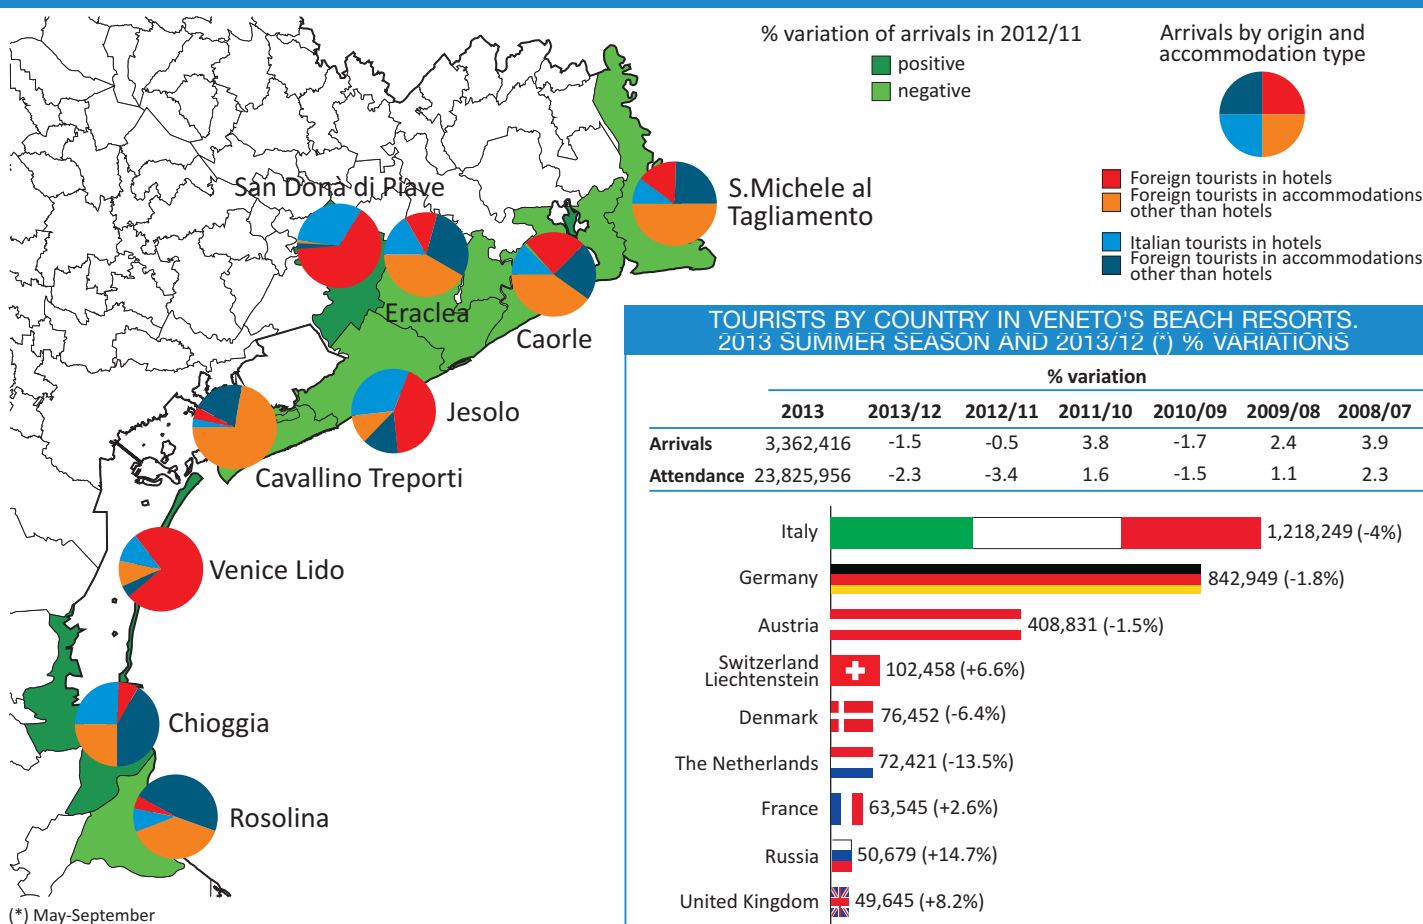 % variation of arrivals in 2012/11
positive
negative
Arrivals by origin and
accommodation type
Foreign tourists in hotels
Foreign tourists in accommodations
other than hotels
Italian tourists in hotels
Foreign tourists in accommodations
other than hotels
San Donà di Piave
S.Michele al
Tagliamento
Eraclea
Caorle
Jesolo
Cavallino Treporti
Venice Lido
Chioggia
Rosolina
(*) May-September
TOURISTS BY COUNTRY IN VENETO'S BEACH RESORTS.
2013 SUMMER SEASON AND 2013/12 (*) % VARIATIONS
% variation
2013 2013/12 2012/11 2011/10 2010/09 2009/08 2008/07
Arrivals 3,362,416 -1.5 -0.5 3.8 -1.7 2.4 3.9
Attendance 23,825,956 -2.3 -3.4 1.6 -1.5 1.1 2.3
Italy 1,218,249 (-4%)
Germany 842,949 (-1.8%)
Austria 408,831 (-1.5%)
Switzerland
Liechtenstein 102,458 (+6.6%)
Denmark 76,452 (-6.4%)
The Netherlands 72,421 (-13.5%)
France 63,545 (+2.6%)
Russia 50,679 (+14.7%)
United Kingdom 49,645 (+8.2%)